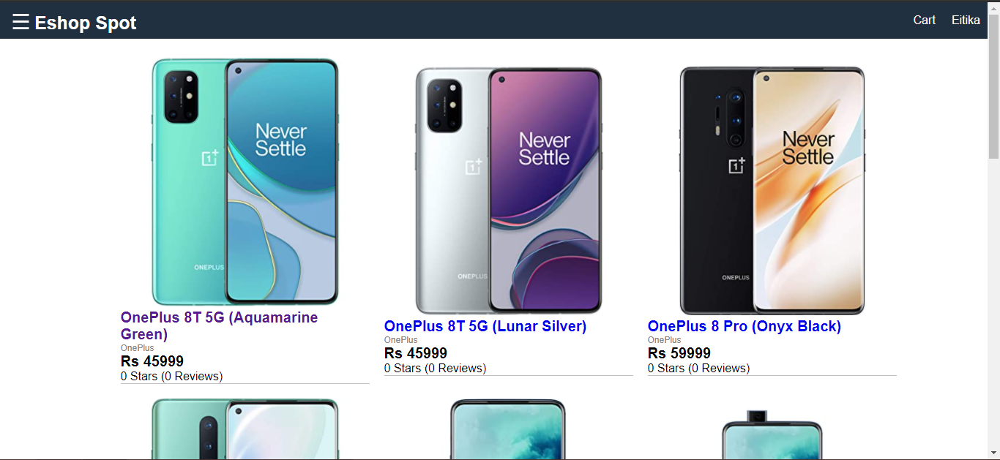 ☰ Eshop Spot
Cart Eitika
Never
Settle
ONEPLUS
Never
Settle
ONEPLUS
Never
Settle
ONEPLUS
OnePlus 8T 5G (Aquamarine
Green)
OnePlus
Rs 45999
0 Stars (0 Reviews)
OnePlus 8T 5G (Lunar Silver)
OnePlus
Rs 45999
0 Stars (0 Reviews)
OnePlus 8 Pro (Onyx Black)
OnePlus
Rs 59999
0 Stars (0 Reviews)